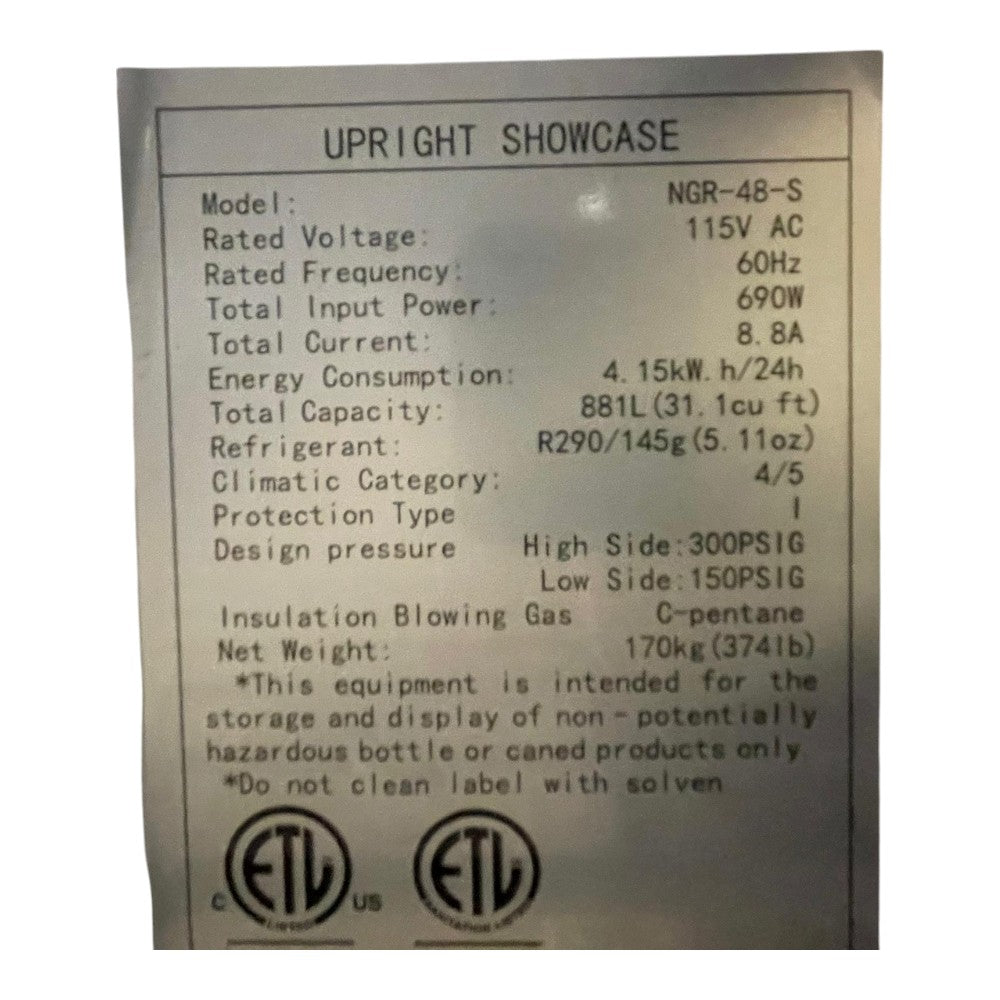 UPRIGHT SHOWCASE
Model: NGR-48-S
Rated Voltage: 115V AC
Rated Frequency: 60Hz
Total Input Power: 690W
Total Current: 8.8A
Energy Consumption: 4.15kW.h/24h
Total Capacity: 881L(31.1cu ft)
Refrigerant: R290/145g(5.11oz)
Climatic Category: 4/5
Protection Type I
Design pressure High Side:300PSIG
Low Side:150PSIG
Insulation Blowing Gas C-pentane
Net Weight: 170kg(374lb)
*This equipment is intended for the
storage and display of non-potentially
hazardous bottle or caned products only
*Do not clean label with solven
ETL ETL
C US
LISTED SANITATION LISTED